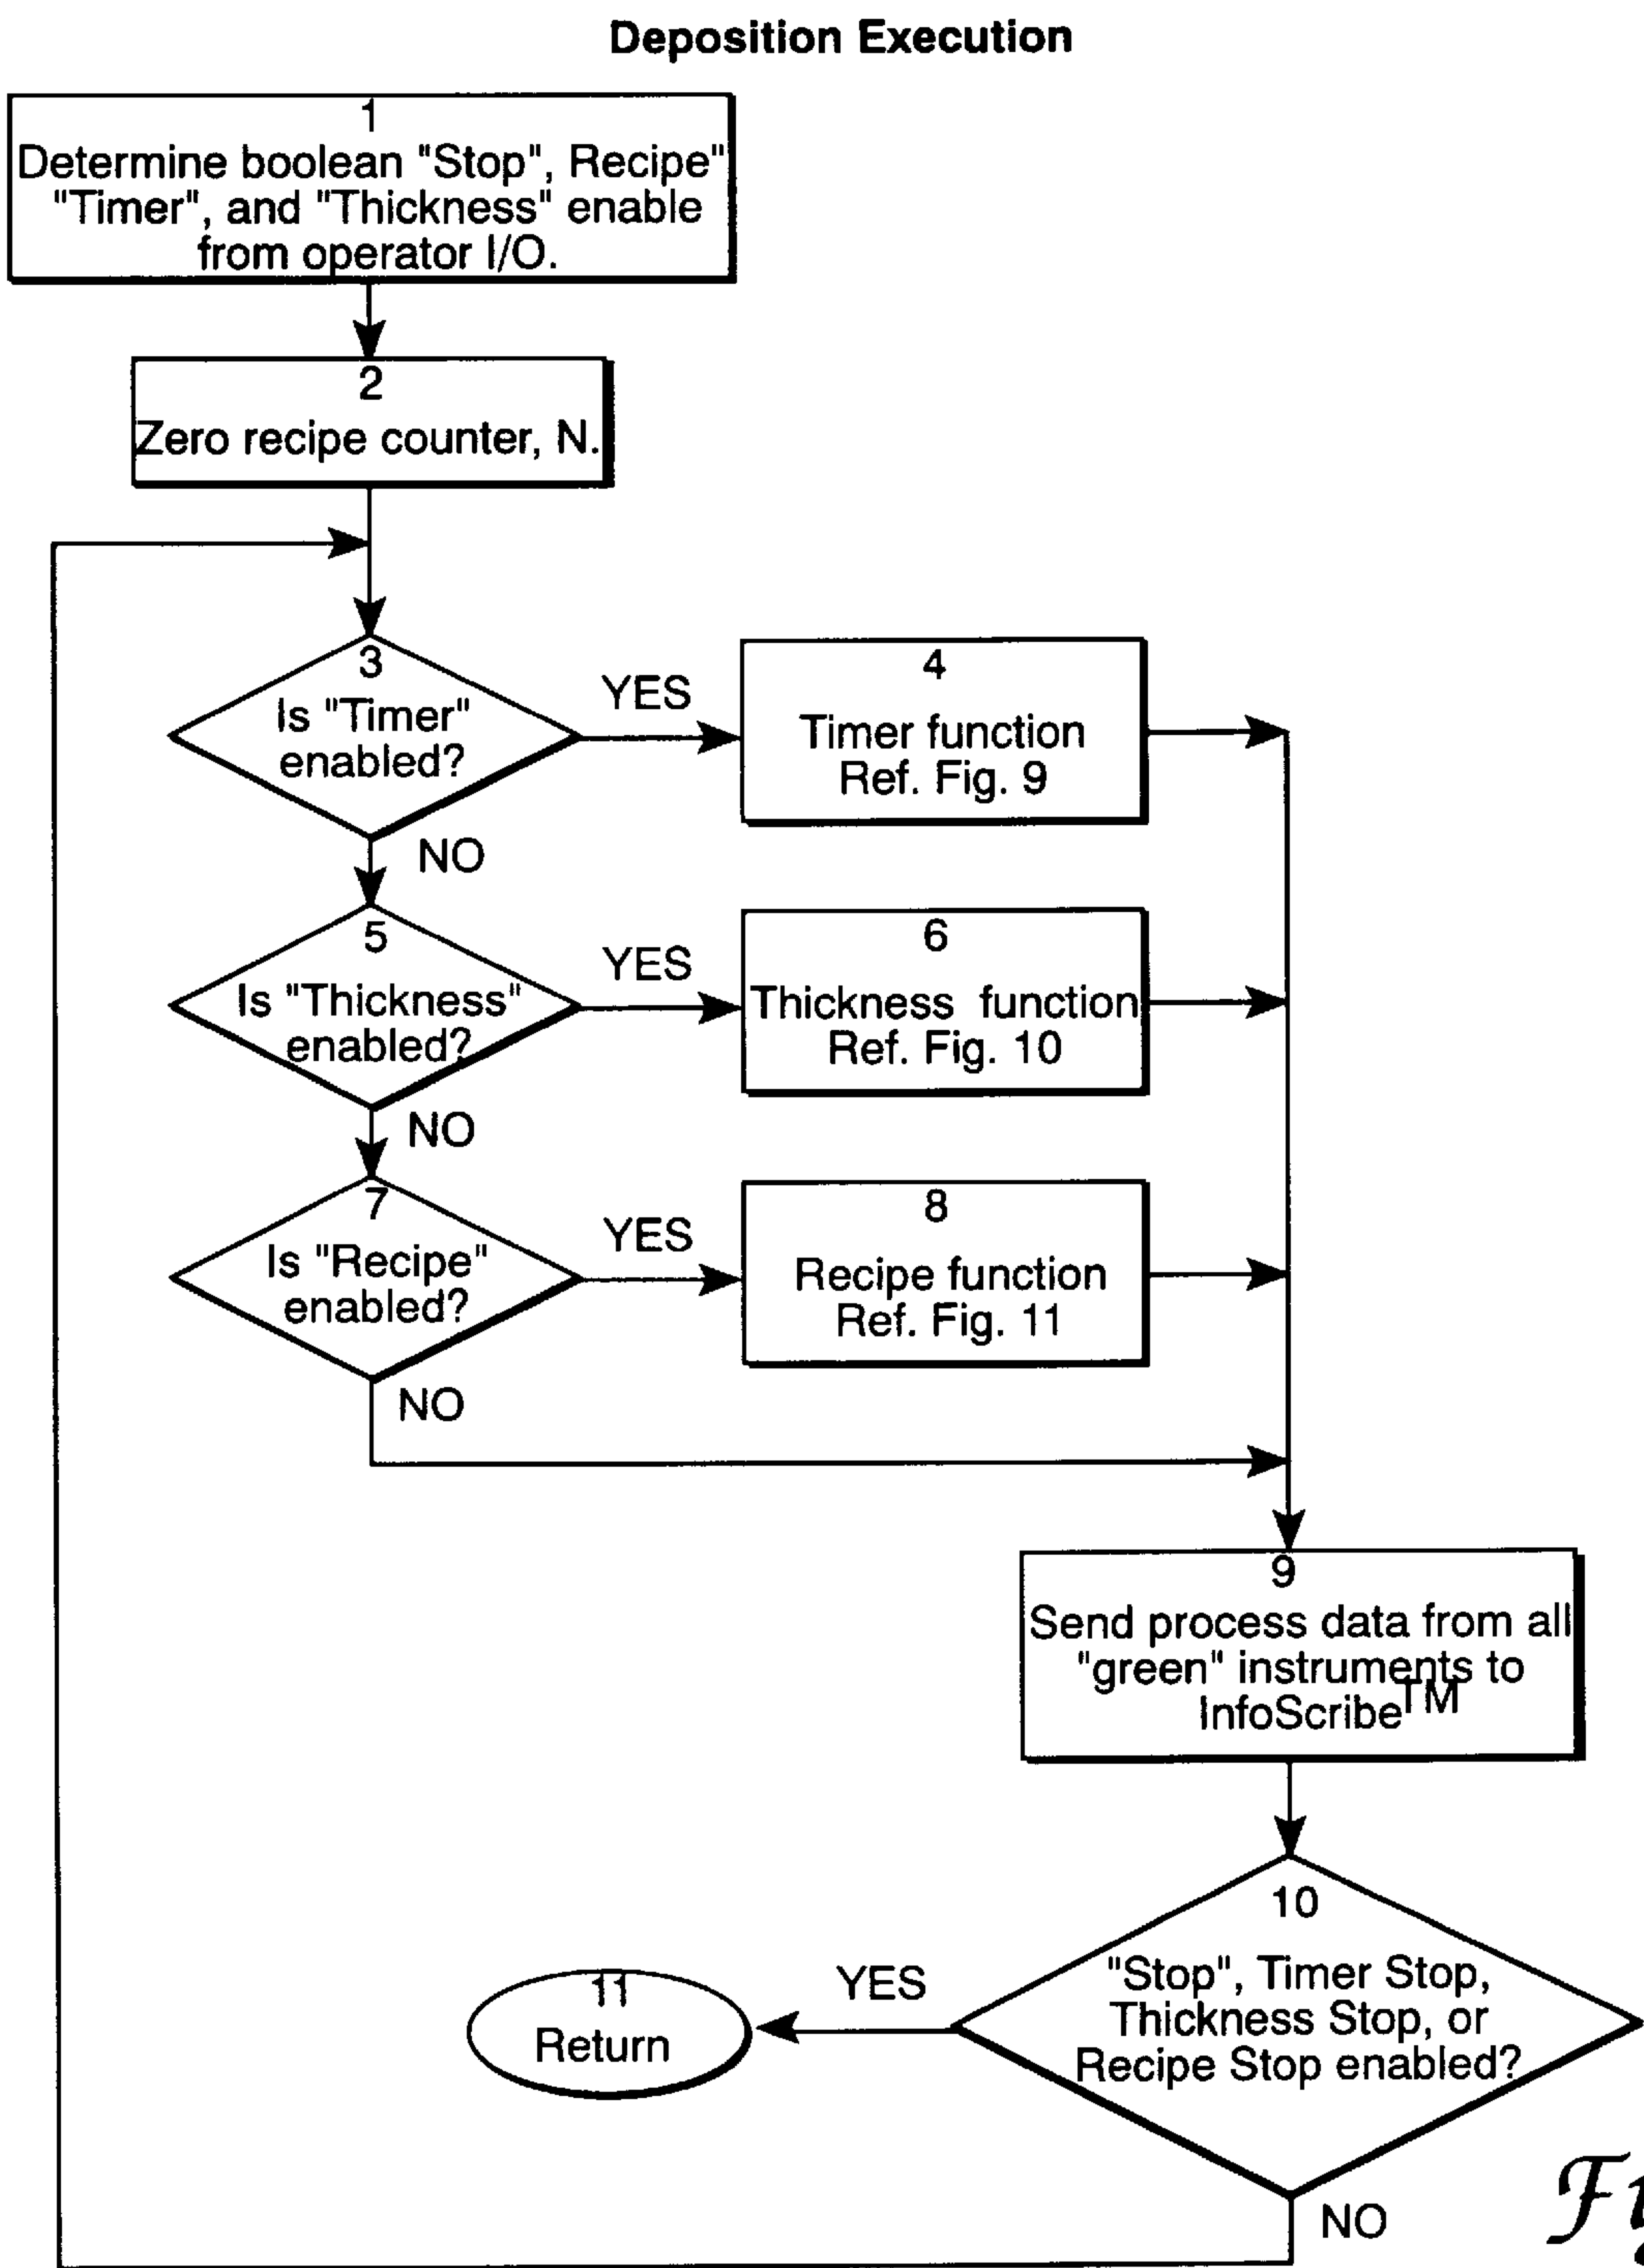 Deposition Execution
1
Determine boolean "Stop", Recipe"
"Timer", and "Thickness" enable
from operator I/O.
2
Zero recipe counter, N.
3
Is "Timer"
enabled?
YES
4
Timer function
Ref. Fig. 9
NO
5
Is "Thickness"
enabled?
YES
6
Thickness function
Ref. Fig. 10
NO
7
Is "Recipe"
enabled?
YES
8
Recipe function
Ref. Fig. 11
NO
9
Send process data from all
"green" instruments to
InfoScribe™
10
"Stop", Timer Stop,
Thickness Stop, or
Recipe Stop enabled?
YES
11
Return
NO